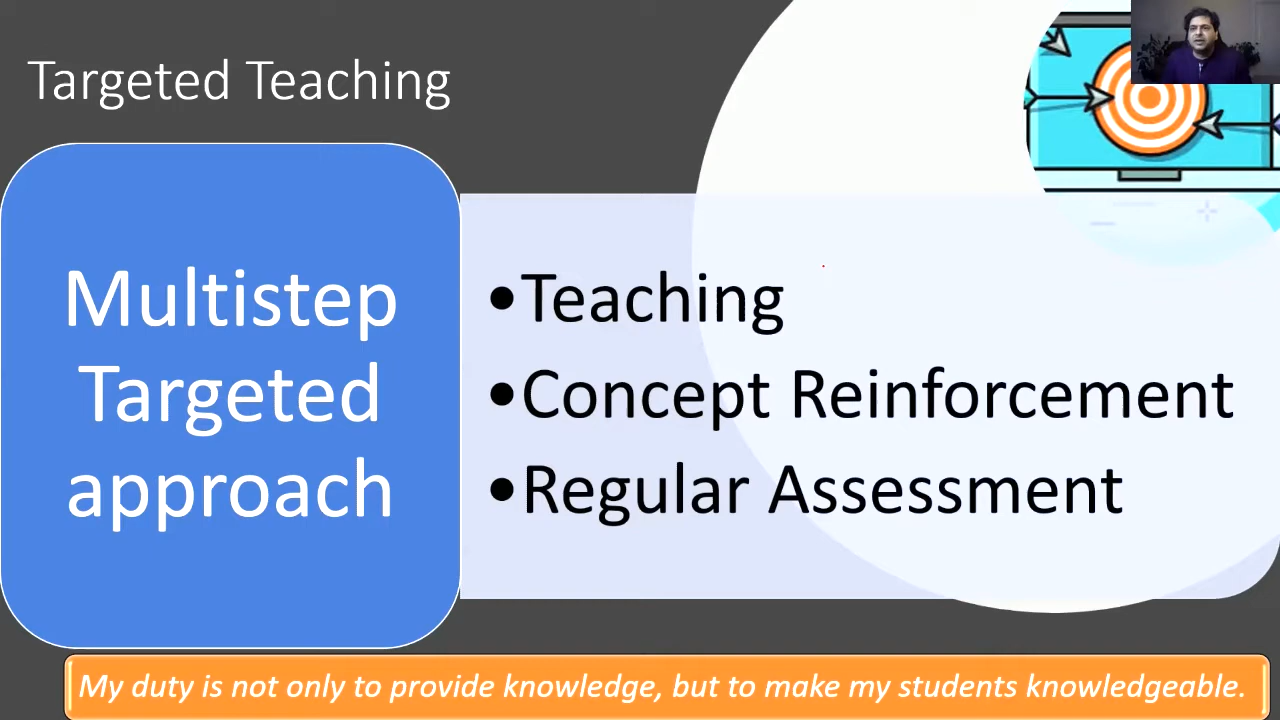 Targeted Teaching
Multistep
Targeted
approach
•Teaching
•Concept Reinforcement
•Regular Assessment
My duty is not only to provide knowledge, but to make my students knowledgeable.